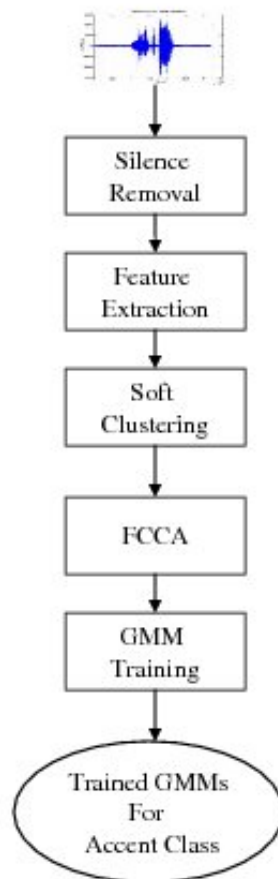 Silence
Removal
Feature
Extraction
Soft
Clustering
FCCA
GMM
Training
Trained GMMs
For
Accent Class